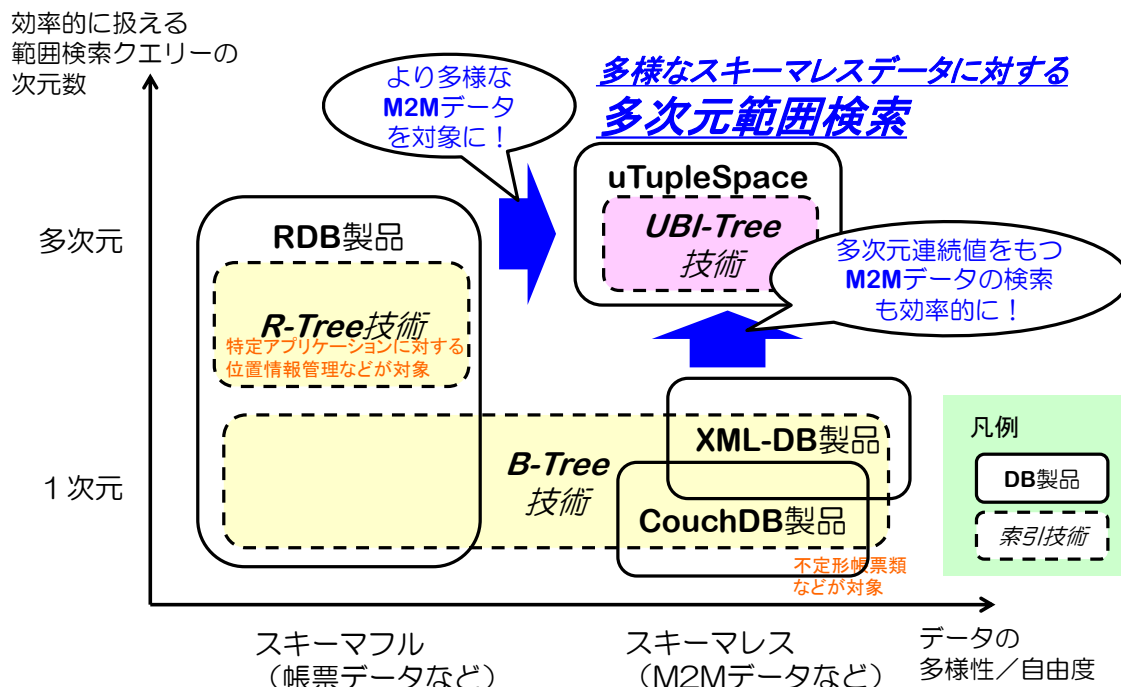 効率的に扱える
範囲検索クエリーの
次元数
より多様な
M2Mデータ
を対象に！
多様なスキーマレスデータに対する
多次元範囲検索
uTupleSpace
UBI-Tree
技術
多次元
RDB製品
多次元連続値をもつ
M2Mデータの検索
も効率的に！
R-Tree技術
特定アプリケーションに対する
位置情報管理などが対象
XML-DB製品
B-Tree
技術
1次元
CouchDB製品
不定形帳票類
などが対象
凡例
DB製品
索引技術
スキーマフル
（帳票データなど）
スキーマレス
（M2Mデータなど）
データの
多様性／自由度